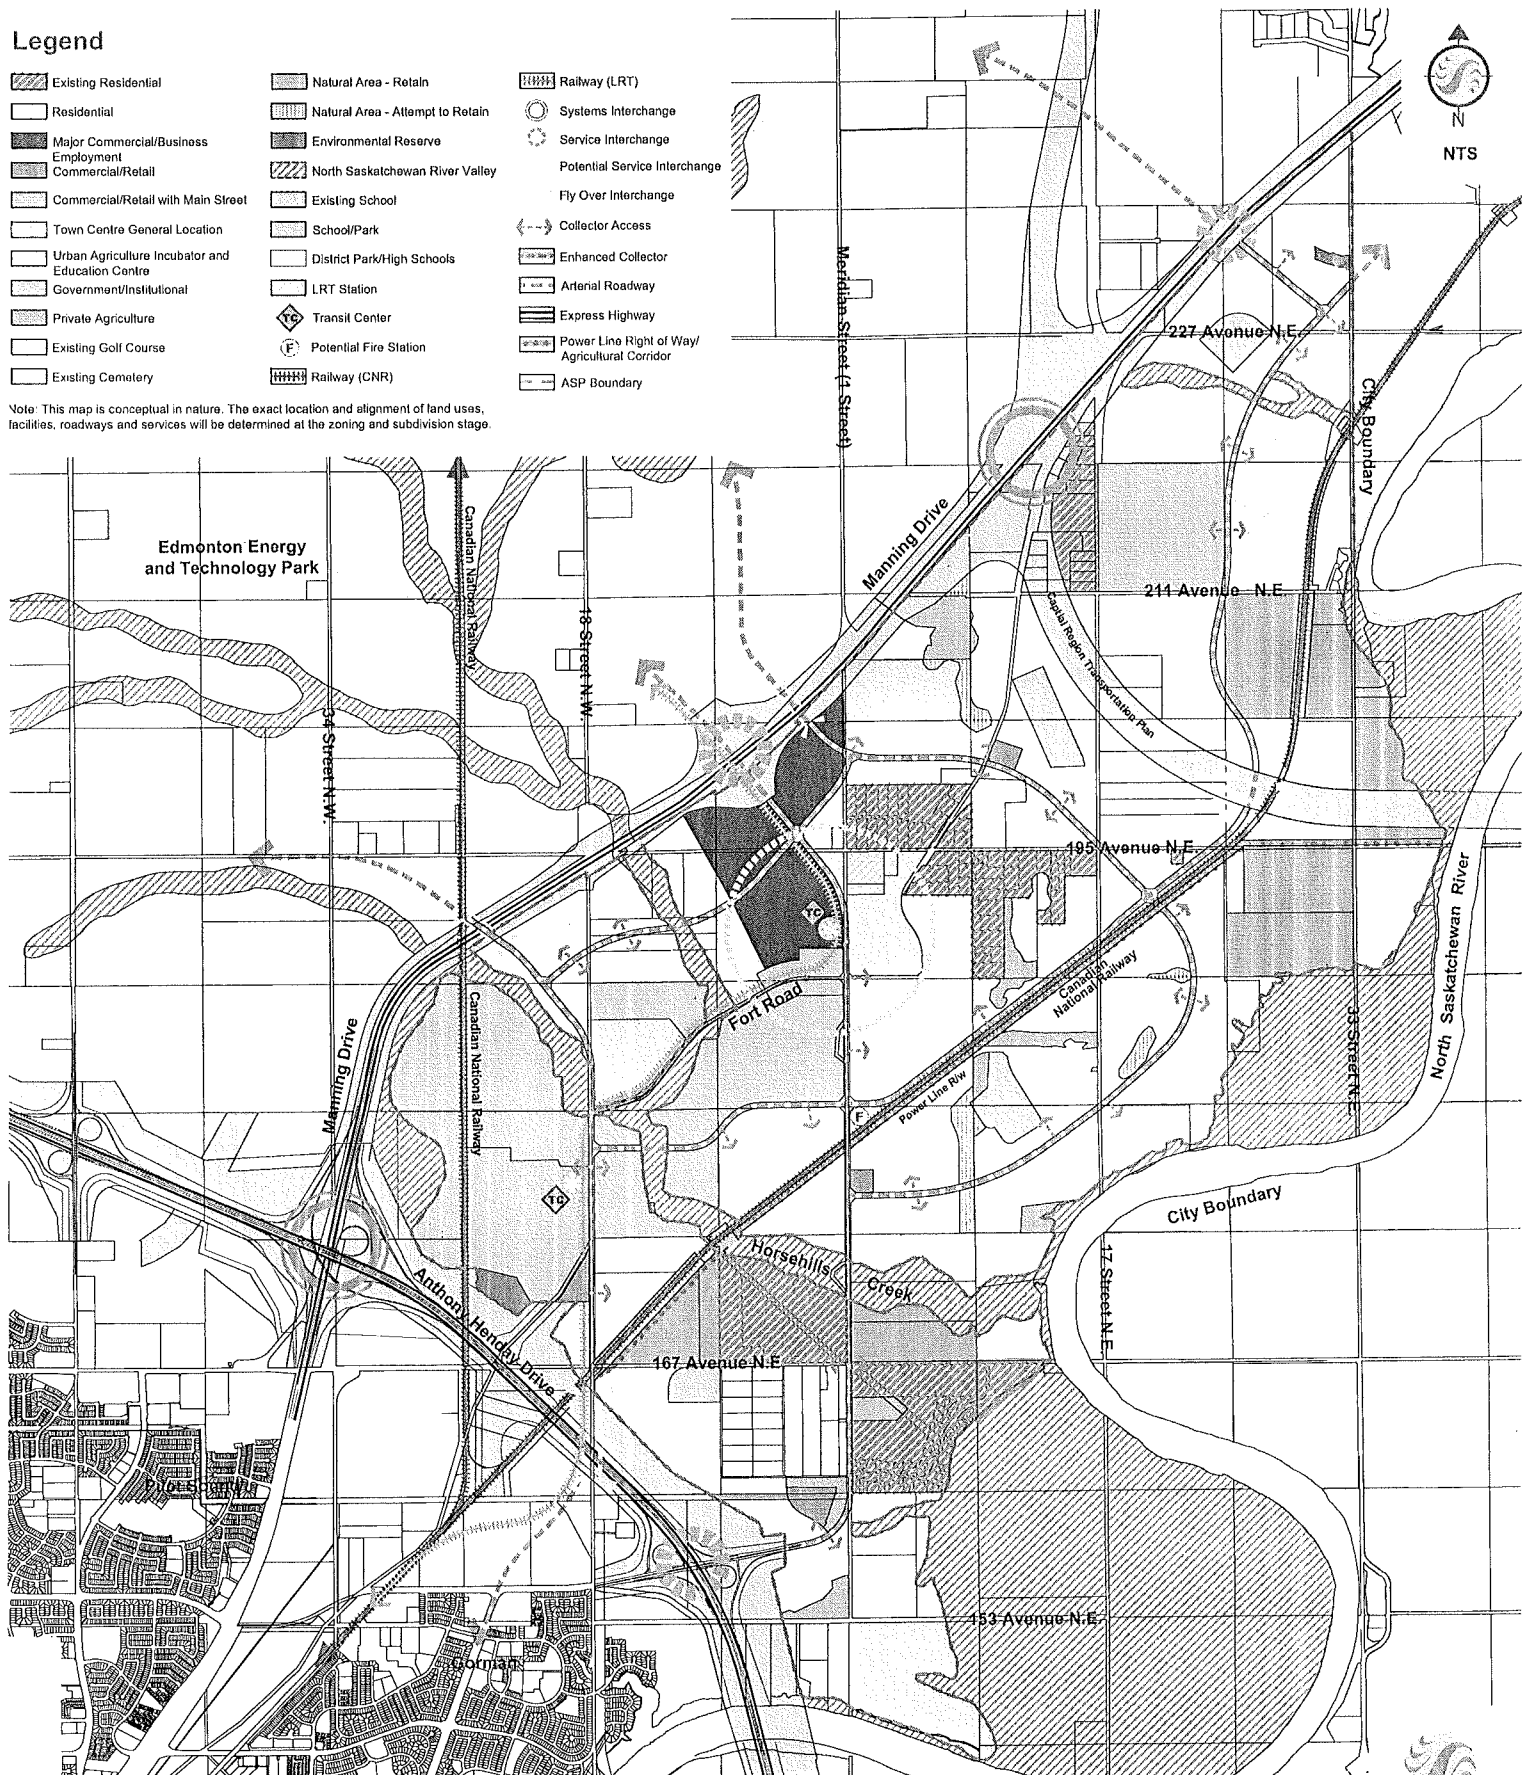 Legend
Existing Residential
Residential
Major Commercial/Business
Employment
Commercial/Retail
Commercial/Retail with Main Street
Town Centre General Location
Urban Agriculture Incubator and
Education Centre
Government/Institutional
Private Agriculture
Existing Golf Course
Existing Cemetery
Natural Area - Retain
Natural Area - Attempt to Retain
Environmental Reserve
North Saskatchewan River Valley
Existing School
School/Park
District Park/High Schools
LRT Station
TC
Transit Center
F
Potential Fire Station
Railway (CNR)
Railway (LRT)
Systems Interchange
Service Interchange
Potential Service Interchange
Fly Over Interchange
Collector Access
Enhanced Collector
Arterial Roadway
Express Highway
Power Line Right of Way/
Agricultural Corridor
ASP Boundary
Note: This map is conceptual in nature. The exact location and alignment of land uses,
facilities, roadways and services will be determined at the zoning and subdivision stage.
N
NTS
Meridian Street (1 Street)
227 Avenue N.E.
City Boundary
Edmonton Energy
and Technology Park
Canadian National Railway
18 Street N.W.
Manning Drive
211 Avenue N.E.
Captial Region Transportation Plan
34 Street N.W.
195 Avenue N.E.
TC
North Saskatchewan River
Canadian
National Railway
Fort Road
33 Street N.E.
Manning Drive
Canadian National Railway
Power Line R/w
F
TC
City Boundary
Horsehills
Creek
17 Street N.E.
Anthony Henday Drive
167 Avenue N.E.
153 Avenue N.E.
Gorman